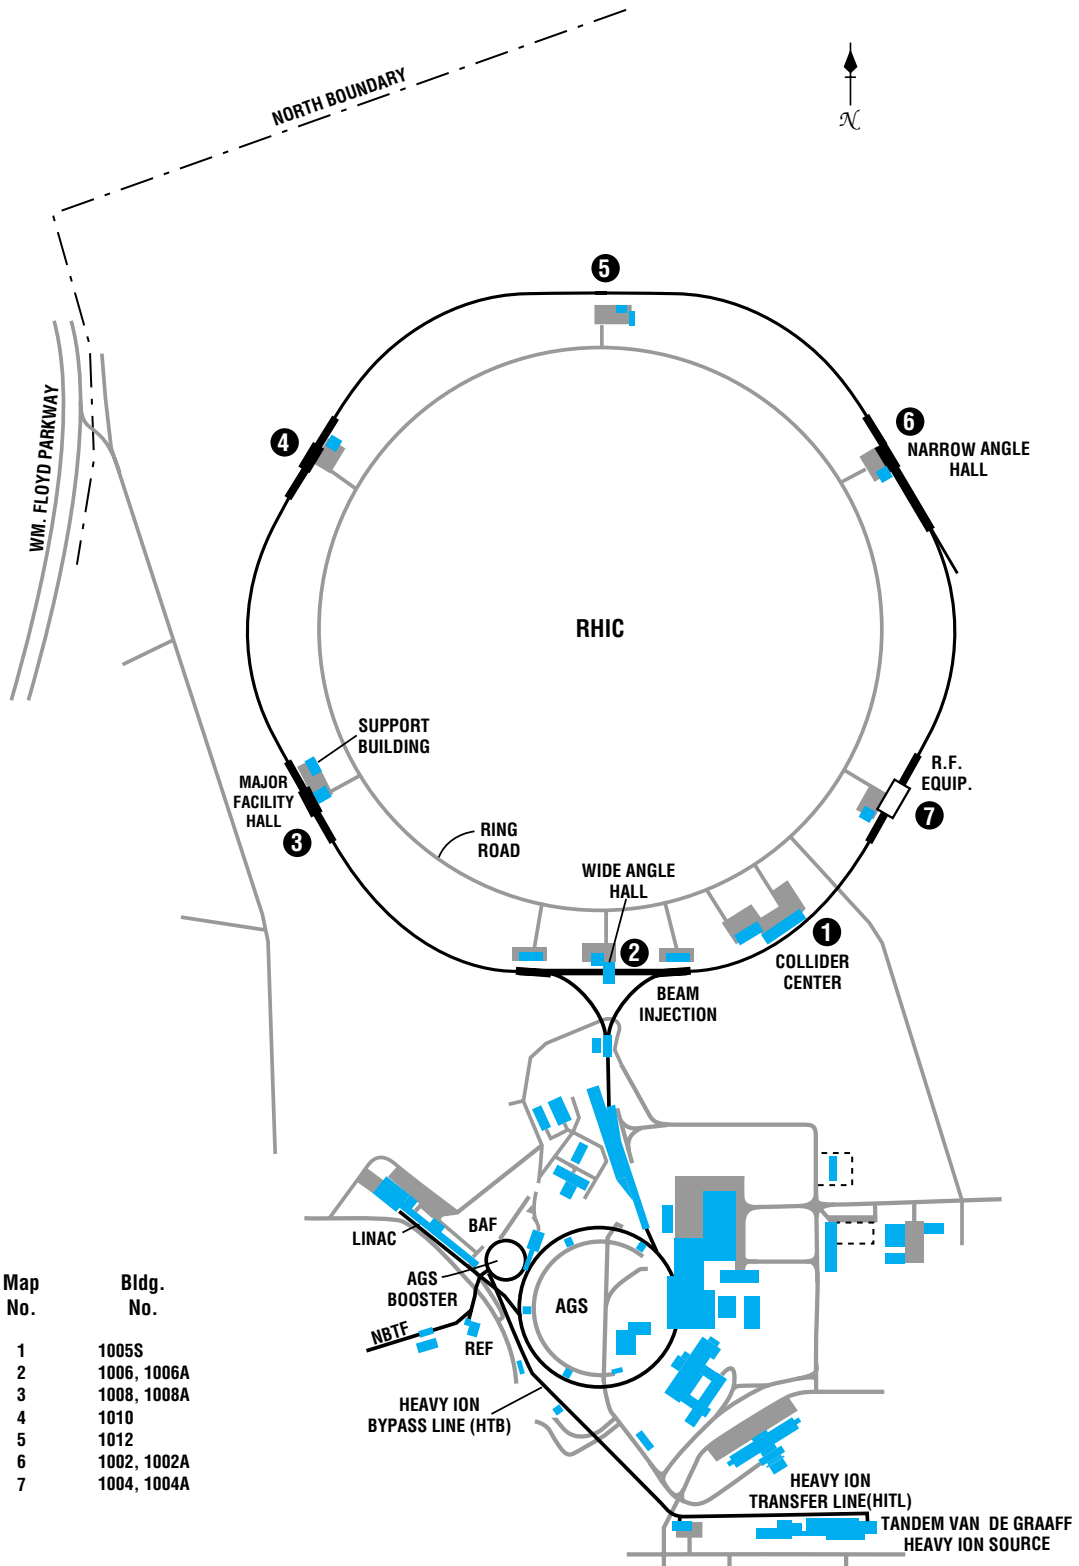 NORTH BOUNDARY
N
5
4
6
NARROW ANGLE
HALL
WM. FLOYD PARKWAY
RHIC
SUPPORT
BUILDING
MAJOR
FACILITY
HALL
3
R.F.
EQUIP.
7
RING
ROAD
WIDE ANGLE
HALL
2
1
COLLIDER
CENTER
BEAM
INJECTION
LINAC
BAF
AGS
BOOSTER
AGS
NBTF
REF
HEAVY ION
BYPASS LINE (HTB)
HEAVY ION
TRANSFER LINE(HITL)
TANDEM VAN DE GRAAFF
HEAVY ION SOURCE
Map Bldg.
No. No.
1 1005S
2 1006, 1006A
3 1008, 1008A
4 1010
5 1012
6 1002, 1002A
7 1004, 1004A